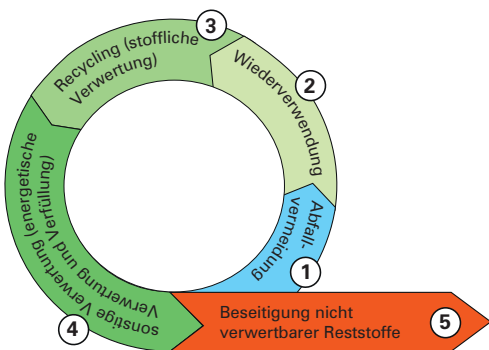 3
Recycling (stoffliche
Verwertung)
Wiederverwendung
2
Abfall-
vermeidung
1
sonstige Verwertung (energetische
Verwertung und Verfüllung)
4
Beseitigung nicht
verwertbarer Reststoffe
5